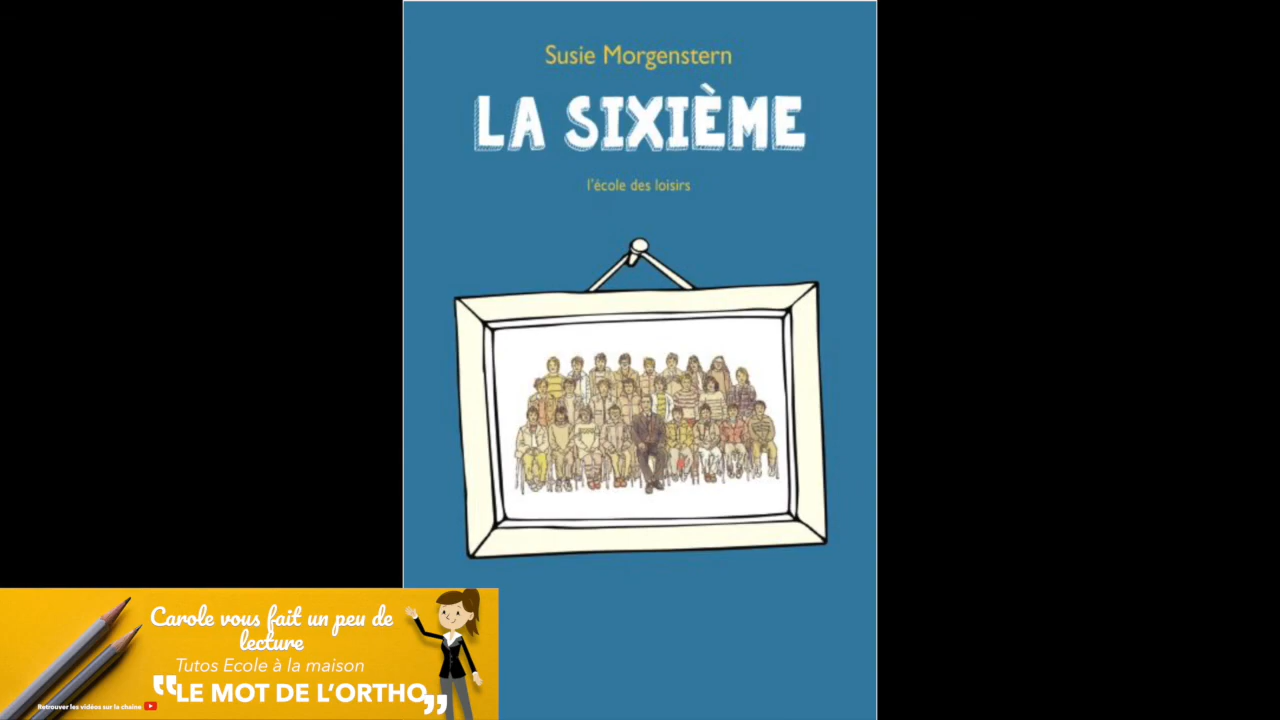 Susie Morgenstern
LA SIXIÈME
l'école des loisirs
Carole vous fait un peu de
lecture
Tutos Ecole à la maison
“LE MOT DE L'ORTHO„
Retrouver les vidéos sur la chaine